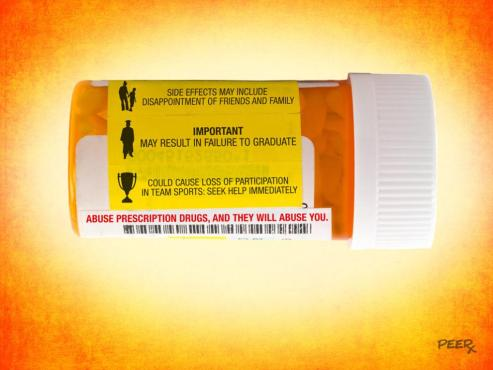 SIDE EFFECTS MAY INCLUDE
DISAPPOINTMENT OF FRIENDS AND FAMILY
IMPORTANT
MAY RESULT IN FAILURE TO GRADUATE
COULD CAUSE LOSS OF PARTICIPATION
IN TEAM SPORTS: SEEK HELP IMMEDIATELY
ABUSE PRESCRIPTION DRUGS, AND THEY WILL ABUSE YOU.
PEERx